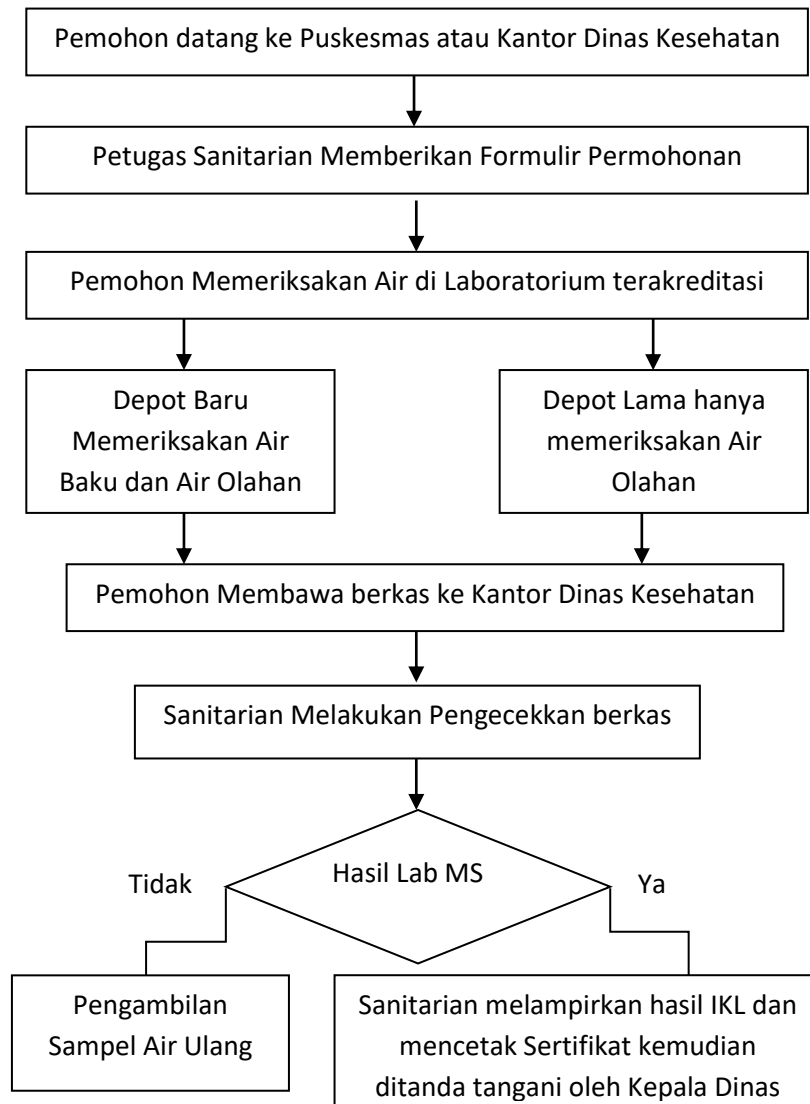 Pemohon datang ke Puskesmas atau Kantor Dinas Kesehatan
Petugas Sanitarian Memberikan Formulir Permohonan
Pemohon Memeriksakan Air di Laboratorium terakreditasi
Depot Baru
Memeriksakan Air
Baku dan Air Olahan
Depot Lama hanya
memeriksakan Air
Olahan
Pemohon Membawa berkas ke Kantor Dinas Kesehatan
Sanitarian Melakukan Pengecekkan berkas
Hasil Lab MS
Tidak
Ya
Pengambilan
Sampel Air Ulang
Sanitarian melampirkan hasil IKL dan
mencetak Sertifikat kemudian
ditanda tangani oleh Kepala Dinas